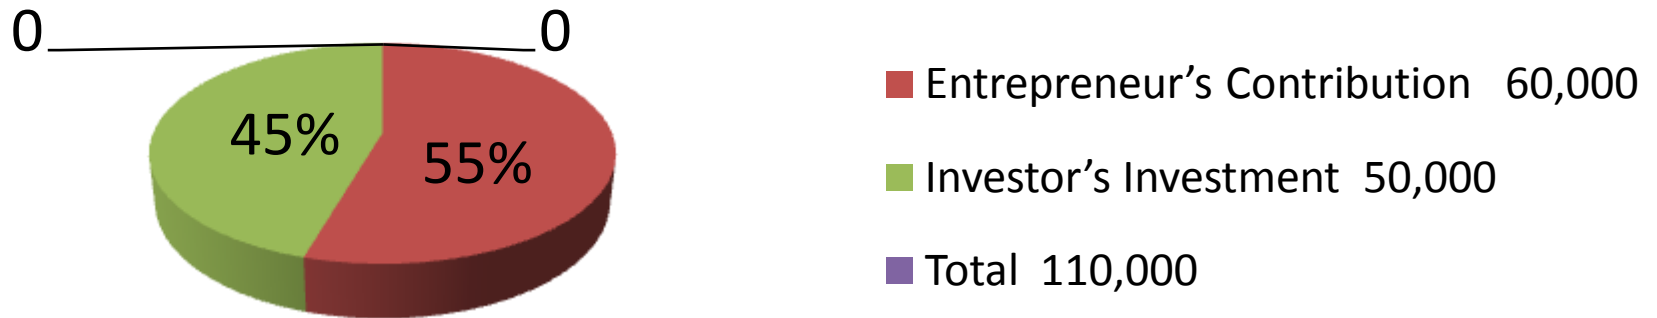 0
0
45%
55%
Entrepreneur’s Contribution 60,000
Investor’s Investment 50,000
Total 110,000